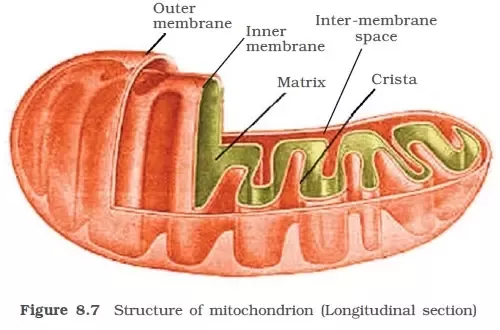 Outer
membrane
Inner
membrane
Inter-membrane
space
Matrix
Crista
Figure 8.7 Structure of mitochondrion (Longitudinal section)